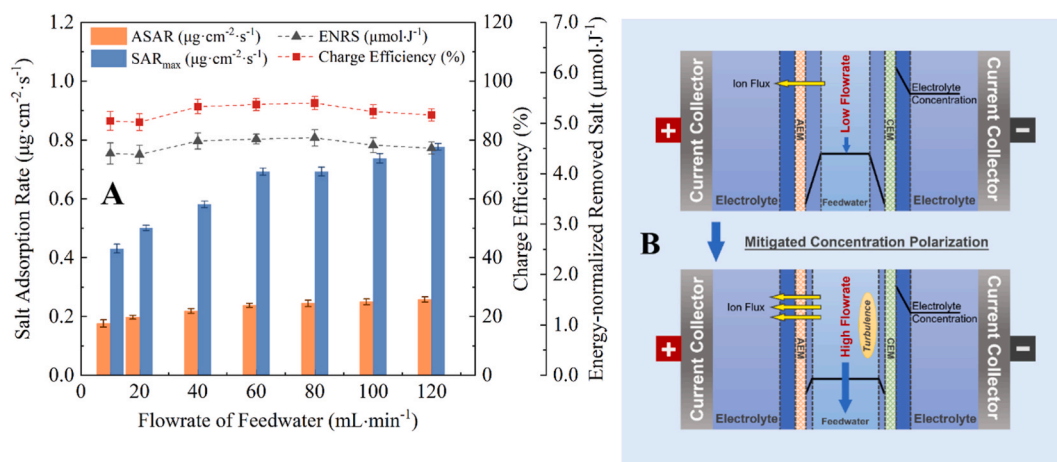 ASAR (μg·cm⁻²·s⁻¹)
SARmax (μg·cm⁻²·s⁻¹)
ENRS (μmol·J⁻¹)
Charge Efficiency (%)
Salt Adsorption Rate (μg·cm⁻²·s⁻¹)
1.2
1.0
0.8
0.6
0.4
0.2
0.0
A
0
20
40
60
80
100
120
Flowrate of Feedwater (mL·min⁻¹)
120
100
80
60
40
20
0
Charge Efficiency (%)
7.0
6.0
5.0
4.0
3.0
2.0
1.0
0.0
Energy-normalized Removed Salt (μmol·J⁻¹)
B
Current Collector
+
Ion Flux
AEM
Low Flowrate
CEM
Electrolyte
Concentration
Electrolyte
Feedwater
Electrolyte
Current Collector
−
Mitigated Concentration Polarization
Current Collector
+
Ion Flux
AEM
High Flowrate
Turbulence
CEM
Electrolyte
Concentration
Electrolyte
Feedwater
Electrolyte
Current Collector
−